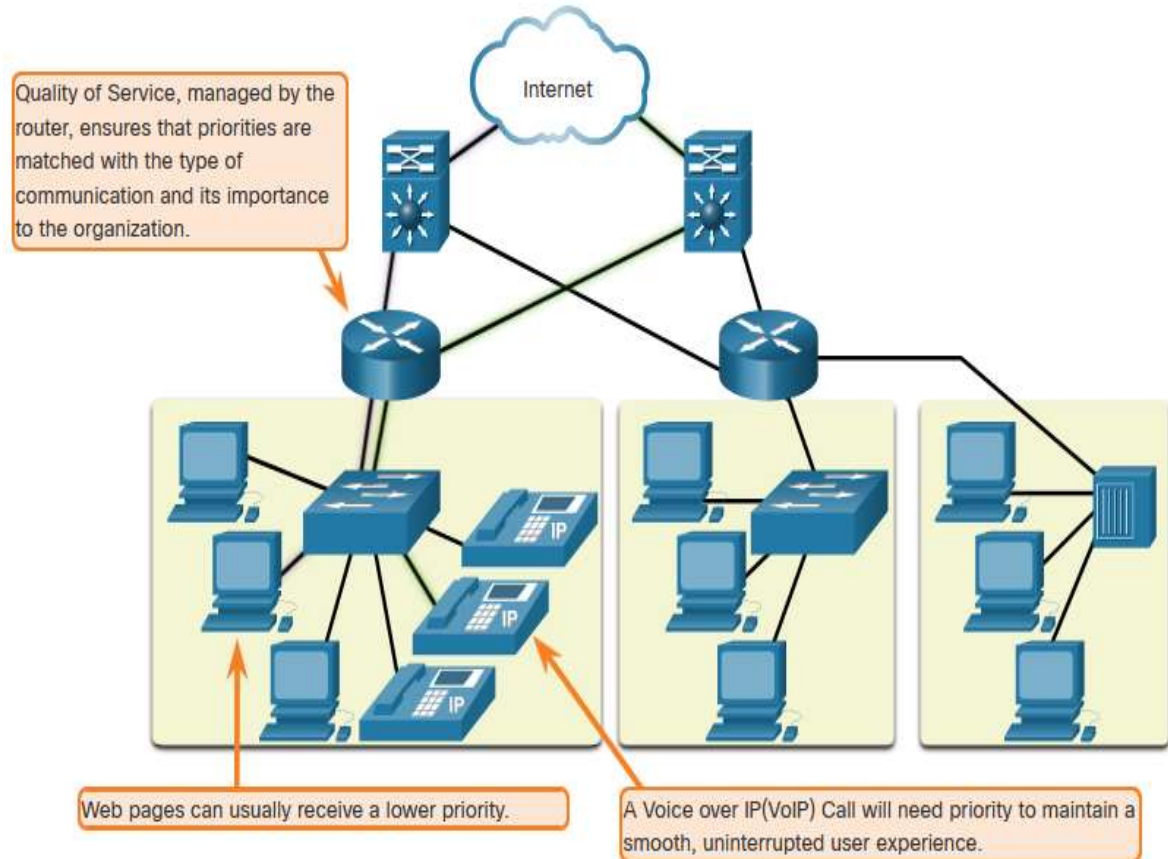 Internet
Quality of Service, managed by the
router, ensures that priorities are
matched with the type of
communication and its importance
to the organization.
IP
IP
IP
Web pages can usually receive a lower priority.
A Voice over IP(VoIP) Call will need priority to maintain a
smooth, uninterrupted user experience.